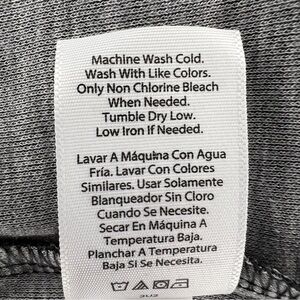 Machine Wash Cold.
Wash With Like Colors.
Only Non Chlorine Bleach
When Needed.
Tumble Dry Low.
Low Iron If Needed.
Lavar A Máquina Con Agua
Fría. Lavar Con Colores
Similares. Usar Solamente
Blanqueador Sin Cloro
Cuando Se Necesite.
Secar En Máquina A
Temperatura Baja.
Planchar A Temperatura
Baja Si Se Necesita.